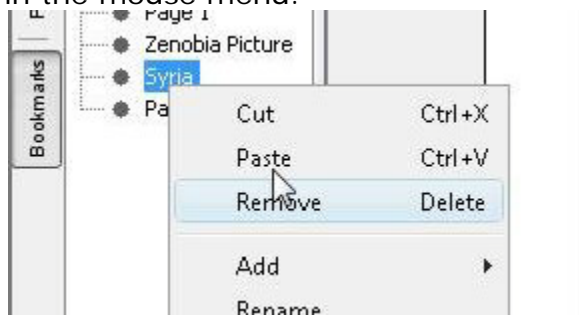 in the mouse menu.
Page 1
Zenobia Picture
Syria
Pa
Bookmarks
Cut Ctrl+X
Paste Ctrl+V
Remove Delete
Add
Rename